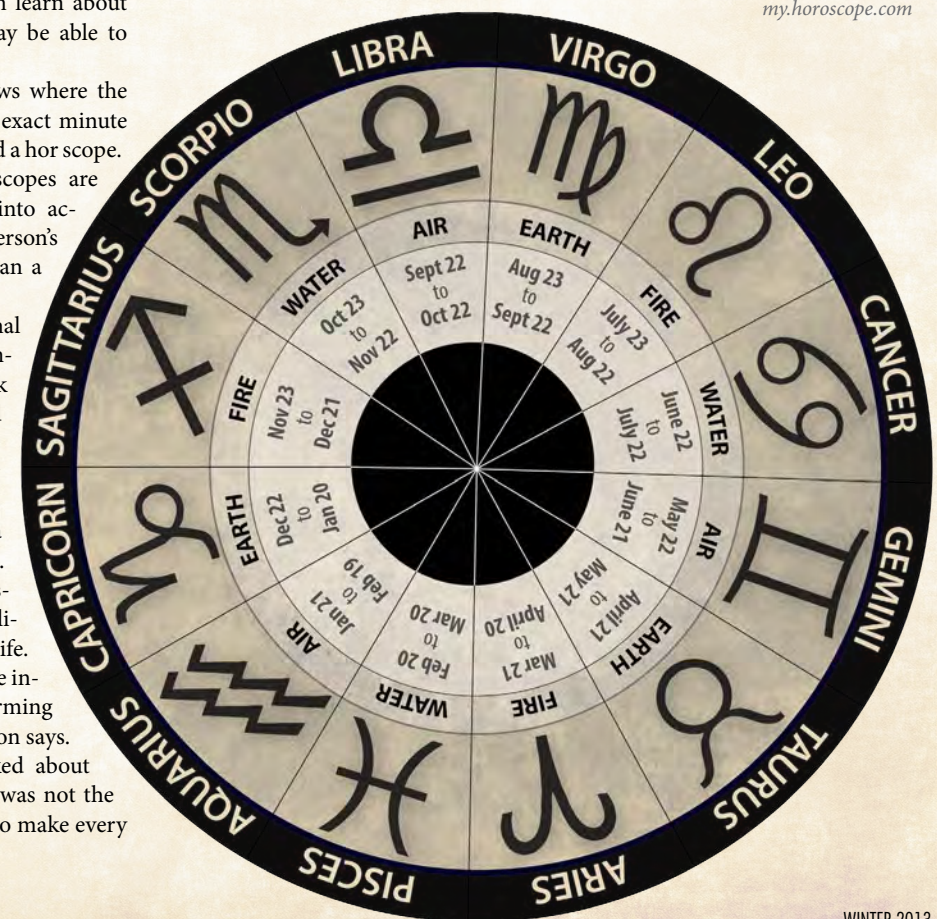 my.horoscope.com
n learn about
ay be able to
ws where the
exact minute
d a hor scope.
scopes are
into ac-
erson's
an a
nal
n-
k
s-
li-
ife.
e in-
rming
on says.
ked about
was not the
o make every
LIBRA
AIR
Sept 22
to
Oct 22
VIRGO
EARTH
Aug 23
to
Sept 22
LEO
FIRE
July 23
to
Aug 22
CANCER
WATER
June 22
to
July 22
GEMINI
AIR
May 22
to
June 21
TAURUS
EARTH
April 21
to
May 21
ARIES
FIRE
Mar 21
to
April 20
PISCES
WATER
Feb 20
to
Mar 20
AQUARIUS
AIR
Jan 21
to
Feb 19
CAPRICORN
EARTH
Dec 22
to
Jan 20
SAGITTARIUS
FIRE
Nov 23
to
Dec 21
SCORPIO
WATER
Oct 23
to
Nov 22
WINTER 2013